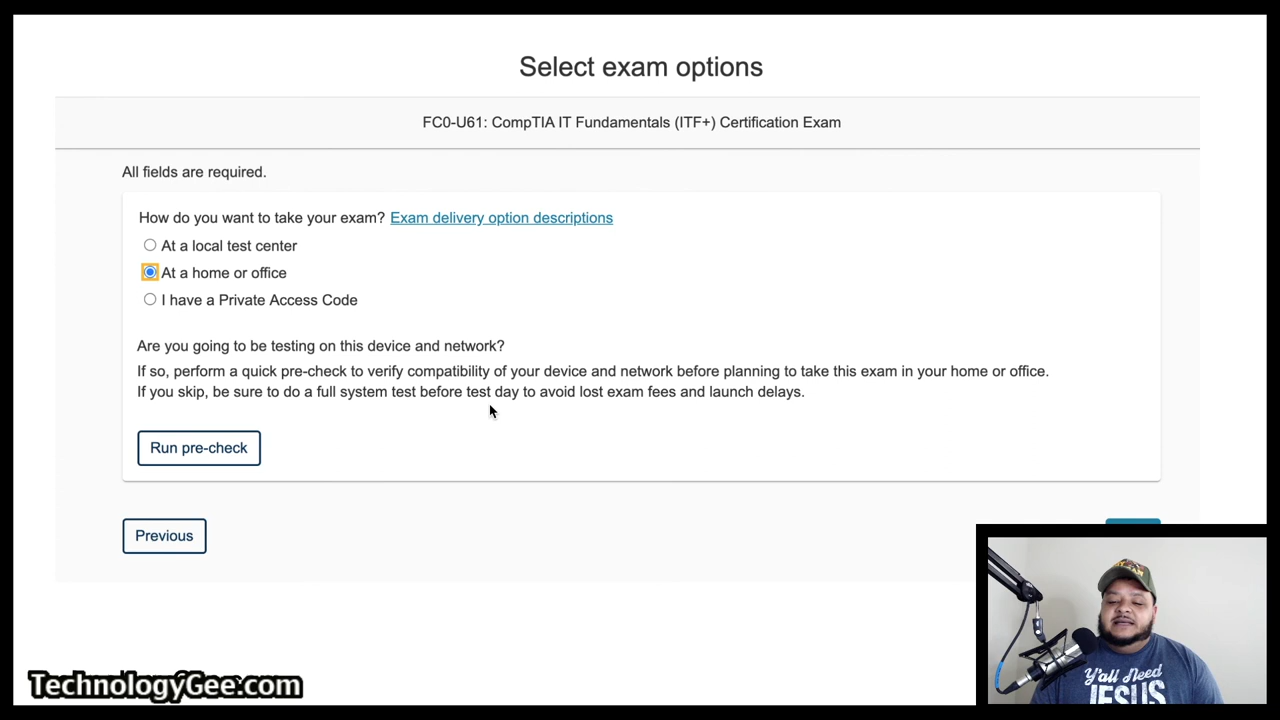 Select exam options
FC0-U61: CompTIA IT Fundamentals (ITF+) Certification Exam
All fields are required.
How do you want to take your exam? Exam delivery option descriptions
At a local test center
At a home or office
I have a Private Access Code
Are you going to be testing on this device and network?
If so, perform a quick pre-check to verify compatibility of your device and network before planning to take this exam in your home or office.
If you skip, be sure to do a full system test before test day to avoid lost exam fees and launch delays.
Run pre-check
Previous
TechnologyGee.com
Y'all Need
JESUS